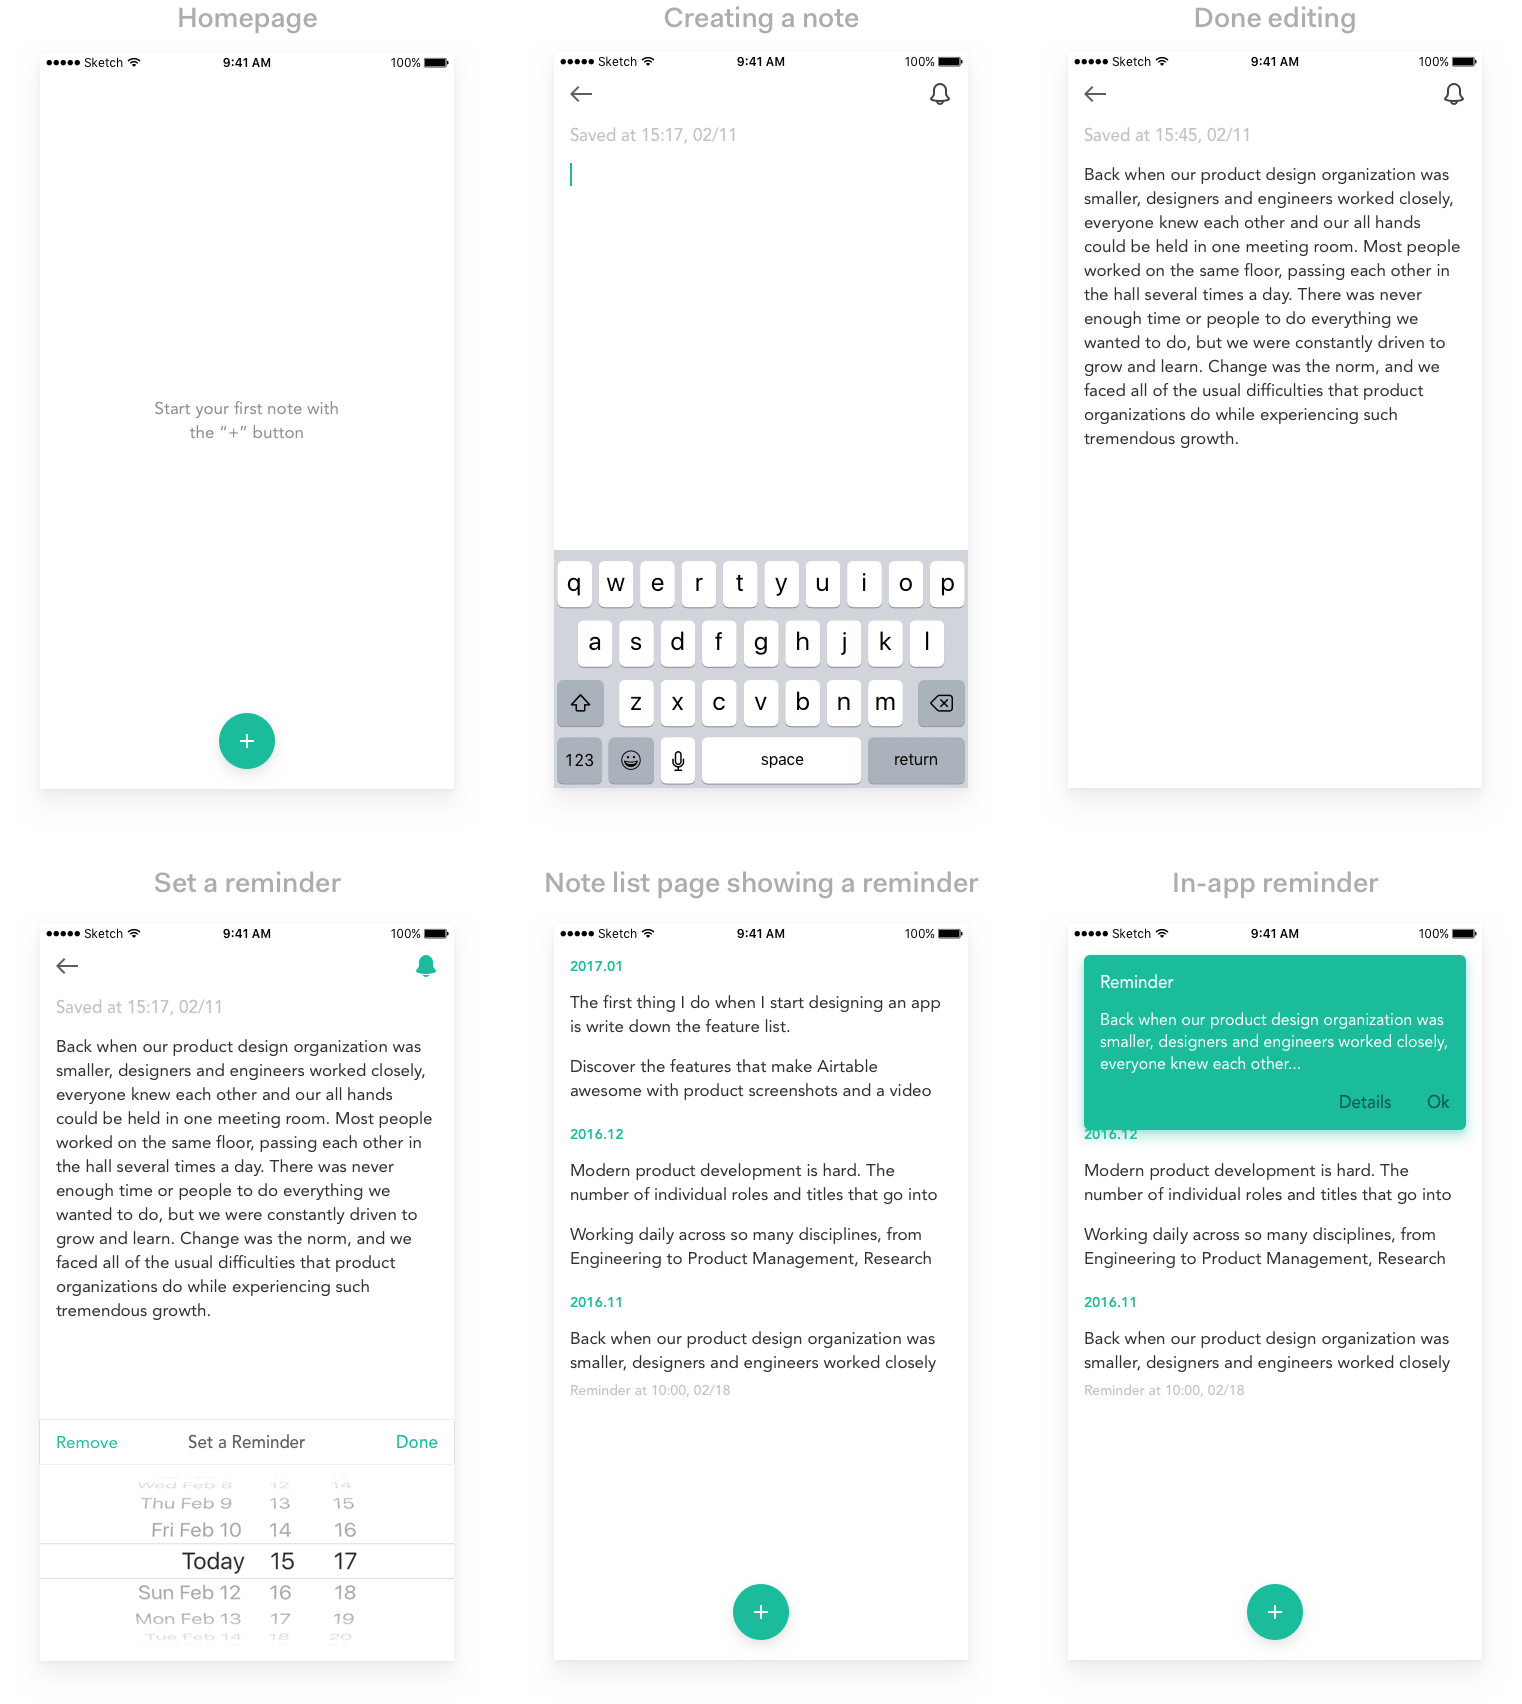 Homepage
●●●●● Sketch 9:41 AM 100%
Start your first note with
the “+” button
+
Creating a note
●●●●● Sketch 9:41 AM 100%
Saved at 15:17, 02/11
q w e r t y u i o p
a s d f g h j k l
z x c v b n m
123 space return
Done editing
●●●●● Sketch 9:41 AM 100%
Saved at 15:45, 02/11
Back when our product design organization was
smaller, designers and engineers worked closely,
everyone knew each other and our all hands
could be held in one meeting room. Most people
worked on the same floor, passing each other in
the hall several times a day. There was never
enough time or people to do everything we
wanted to do, but we were constantly driven to
grow and learn. Change was the norm, and we
faced all of the usual difficulties that product
organizations do while experiencing such
tremendous growth.
Set a reminder
●●●●● Sketch 9:41 AM 100%
Saved at 15:17, 02/11
Back when our product design organization was
smaller, designers and engineers worked closely,
everyone knew each other and our all hands
could be held in one meeting room. Most people
worked on the same floor, passing each other in
the hall several times a day. There was never
enough time or people to do everything we
wanted to do, but we were constantly driven to
grow and learn. Change was the norm, and we
faced all of the usual difficulties that product
organizations do while experiencing such
tremendous growth.
Remove Set a Reminder Done
Wed Feb 8 12 14
Thu Feb 9 13 15
Fri Feb 10 14 16
Today 15 17
Sun Feb 12 16 18
Mon Feb 13 17 19
Tue Feb 14 18 20
Note list page showing a reminder
●●●●● Sketch 9:41 AM 100%
2017.01
The first thing I do when I start designing an app
is write down the feature list.
Discover the features that make Airtable
awesome with product screenshots and a video
2016.12
Modern product development is hard. The
number of individual roles and titles that go into
Working daily across so many disciplines, from
Engineering to Product Management, Research
2016.11
Back when our product design organization was
smaller, designers and engineers worked closely
Reminder at 10:00, 02/18
+
In-app reminder
●●●●● Sketch 9:41 AM 100%
Reminder
Back when our product design organization was
smaller, designers and engineers worked closely,
everyone knew each other...
Details Ok
2016.12
Modern product development is hard. The
number of individual roles and titles that go into
Working daily across so many disciplines, from
Engineering to Product Management, Research
2016.11
Back when our product design organization was
smaller, designers and engineers worked closely
Reminder at 10:00, 02/18
+